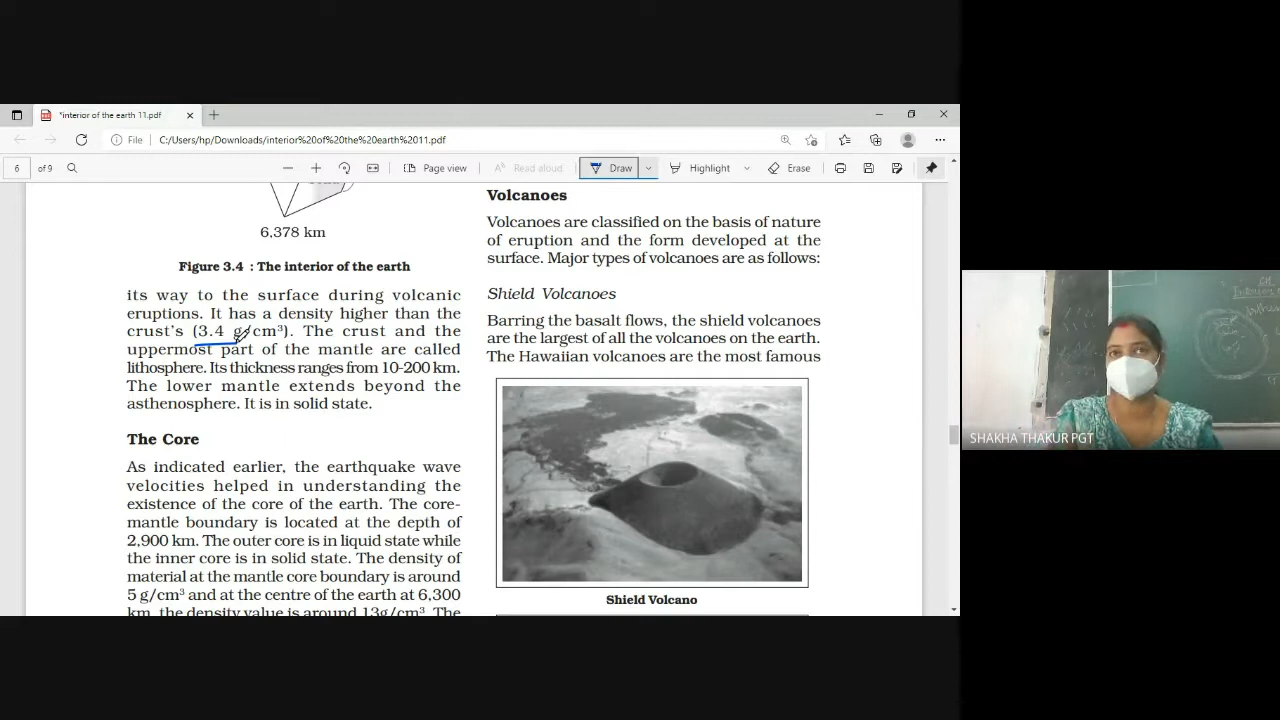 *interior of the earth 11.pdf
File
C:/Users/hp/Downloads/interior%20of%20the%20earth%2011.pdf
6 of 9
Page view
Read aloud
Draw
Highlight
Erase
6,378 km
Figure 3.4 : The interior of the earth
its way to the surface during volcanic
eruptions. It has a density higher than the
crust's (3.4 g/cm³). The crust and the
uppermost part of the mantle are called
lithosphere. Its thickness ranges from 10-200 km.
The lower mantle extends beyond the
asthenosphere. It is in solid state.
The Core
As indicated earlier, the earthquake wave
velocities helped in understanding the
existence of the core of the earth. The core-
mantle boundary is located at the depth of
2,900 km. The outer core is in liquid state while
the inner core is in solid state. The density of
material at the mantle core boundary is around
5 g/cm³ and at the centre of the earth at 6,300
km, the density value is around 13g/cm³. The
Volcanoes
Volcanoes are classified on the basis of nature
of eruption and the form developed at the
surface. Major types of volcanoes are as follows:
Shield Volcanoes
Barring the basalt flows, the shield volcanoes
are the largest of all the volcanoes on the earth.
The Hawaiian volcanoes are the most famous
Shield Volcano
SHAKHA THAKUR PGT